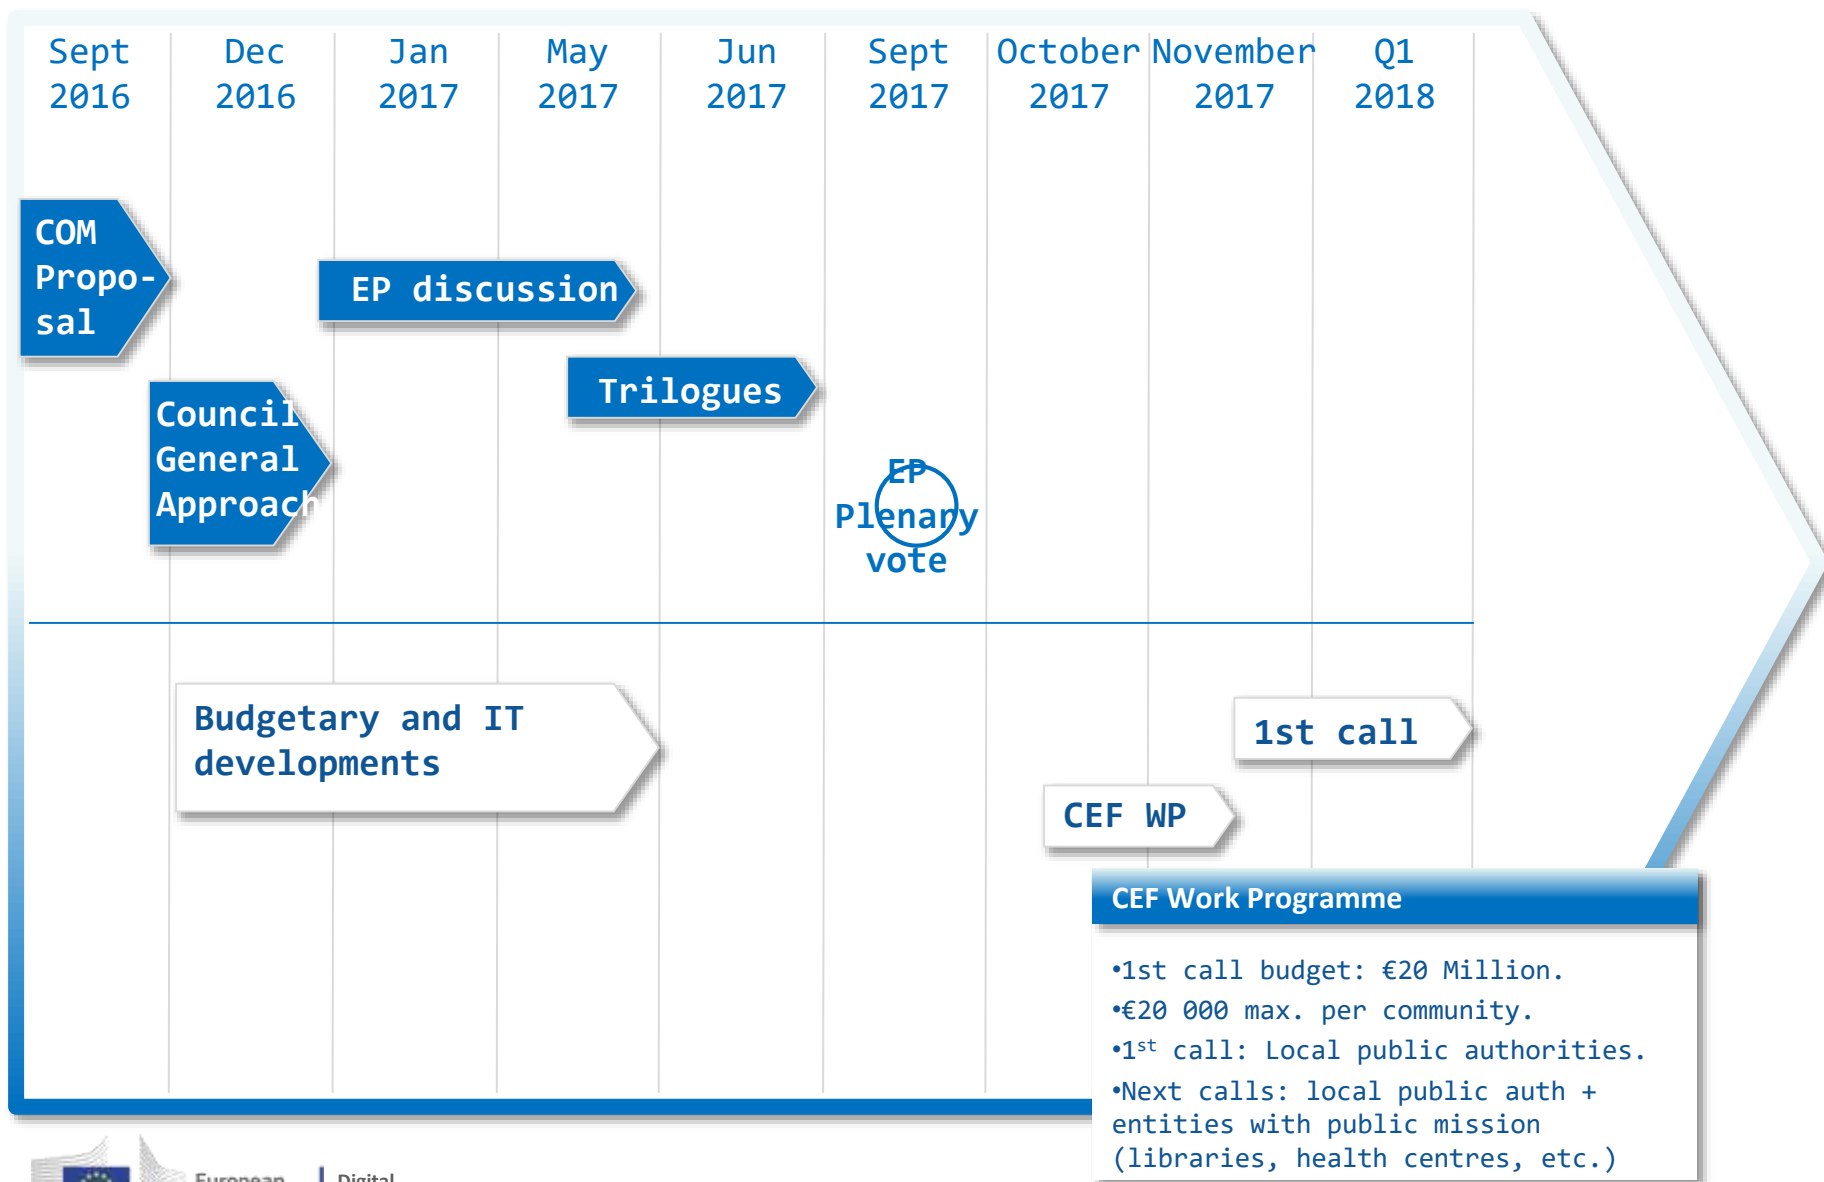 Sept 2016
Dec 2016
Jan 2017
May 2017
Jun 2017
Sept 2017
October 2017
November 2017
Q1 2018
COM
Propo-
sal
EP discussion
Trilogues
Council
General
Approach
EP
Plenary
vote
Budgetary and IT
developments
1st call
CEF WP
CEF Work Programme
•1st call budget: €20 Million.
•€20 000 max. per community.
•1st call: Local public authorities.
•Next calls: local public auth +
entities with public mission
(libraries, health centres, etc.)
European
Digital